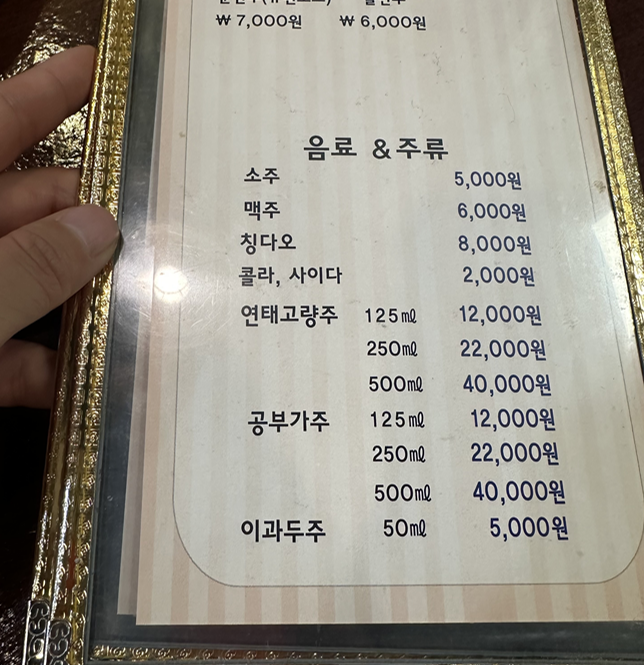 ₩ 7,000원 ₩ 6,000원
음료 & 주류
소주 5,000원
맥주 6,000원
칭다오 8,000원
콜라, 사이다 2,000원
연태고량주 125㎖ 12,000원
250㎖ 22,000원
500㎖ 40,000원
공부가주 125㎖ 12,000원
250㎖ 22,000원
500㎖ 40,000원
이과두주 50㎖ 5,000원